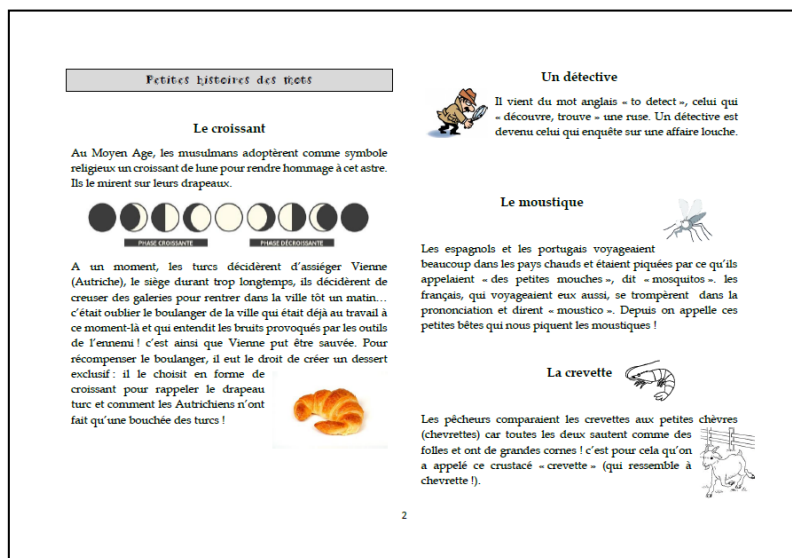 Petites histoires des mots
Le croissant
Au Moyen Age, les musulmans adoptèrent comme symbole
religieux un croissant de lune pour rendre hommage à cet astre.
Ils le mirent sur leurs drapeaux.
PHASE CROISSANTE
PHASE DÉCROISSANTE
A un moment, les turcs décidèrent d'assiéger Vienne
(Autriche), le siège durant trop longtemps, ils décidèrent de
creuser des galeries pour rentrer dans la ville tôt un matin…
c'était oublier le boulanger de la ville qui était déjà au travail à
ce moment-là et qui entendit les bruits provoqués par les outils
de l'ennemi ! c'est ainsi que Vienne put être sauvée. Pour
récompenser le boulanger, il eut le droit de créer un dessert
exclusif : il le choisit en forme de
croissant pour rappeler le drapeau
turc et comment les Autrichiens n'ont
fait qu'une bouchée des turcs !
Un détective
Il vient du mot anglais « to detect », celui qui
« découvre, trouve » une ruse. Un détective est
devenu celui qui enquête sur une affaire louche.
Le moustique
Les espagnols et les portugais voyageaient
beaucoup dans les pays chauds et étaient piquées par ce qu'ils
appelaient « des petites mouches », dit « mosquitos ». les
français, qui voyageaient eux aussi, se trompèrent dans la
prononciation et dirent « moustico ». Depuis on appelle ces
petites bêtes qui nous piquent les moustiques !
La crevette
Les pêcheurs comparaient les crevettes aux petites chèvres
(chevrettes) car toutes les deux sautent comme des
folles et ont de grandes cornes ! c'est pour cela qu'on
a appelé ce crustacé « crevette » (qui ressemble à
chevrette !).
2